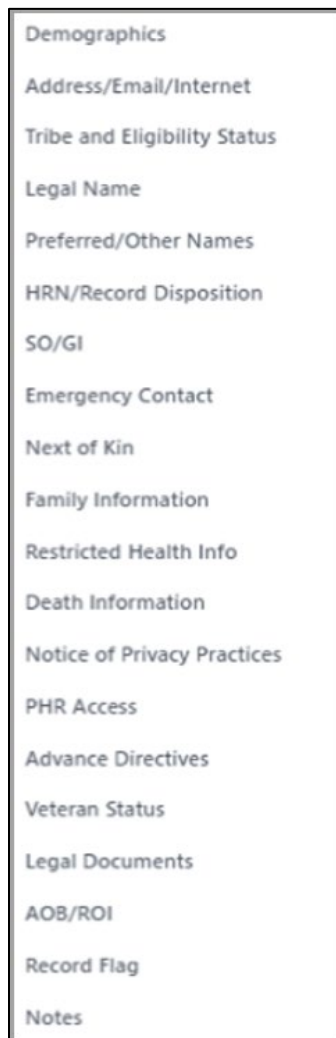 Demographics
Address/Email/Internet
Tribe and Eligibility Status
Legal Name
Preferred/Other Names
HRN/Record Disposition
SO/GI
Emergency Contact
Next of Kin
Family Information
Restricted Health Info
Death Information
Notice of Privacy Practices
PHR Access
Advance Directives
Veteran Status
Legal Documents
AOB/ROI
Record Flag
Notes